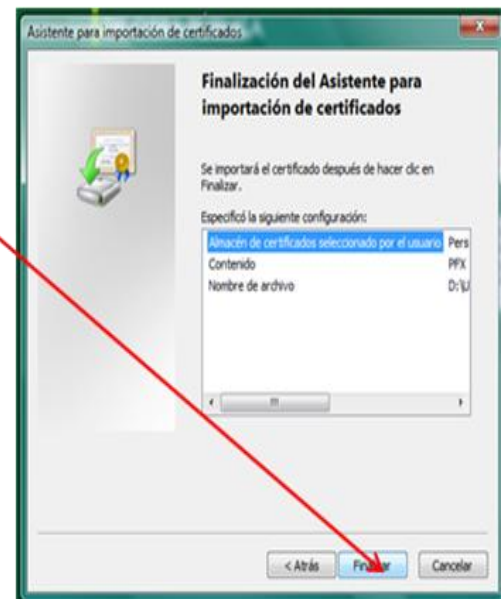 Asistente para importación de certificados
Finalización del Asistente para
importación de certificados
Se importará el certificado después de hacer clic en
Finalizar.
Especificó la siguiente configuración:
Almacén de certificados seleccionado por el usuario Pers
Contenido PFX
Nombre de archivo D:\U
< Atrás Finalizar Cancelar